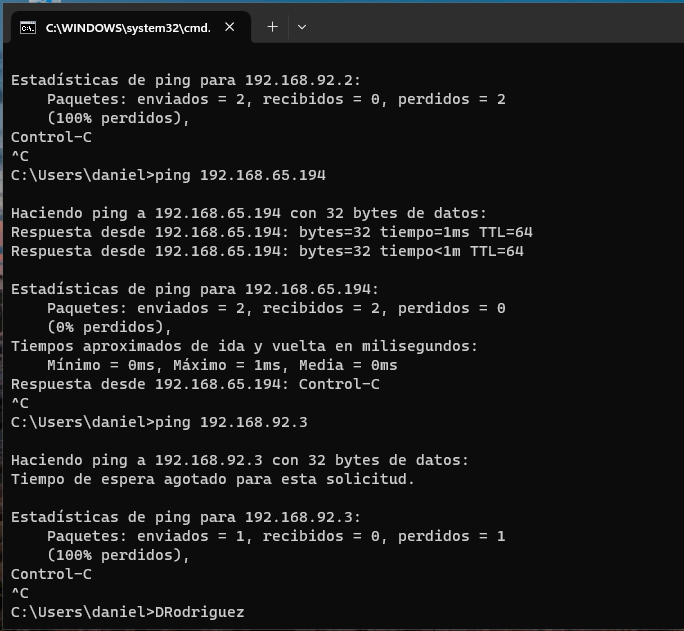 C:\WINDOWS\system32\cmd.
Estadísticas de ping para 192.168.92.2:
    Paquetes: enviados = 2, recibidos = 0, perdidos = 2
    (100% perdidos),
Control-C
^C
C:\Users\daniel>ping 192.168.65.194
Haciendo ping a 192.168.65.194 con 32 bytes de datos:
Respuesta desde 192.168.65.194: bytes=32 tiempo=1ms TTL=64
Respuesta desde 192.168.65.194: bytes=32 tiempo<1m TTL=64
Estadísticas de ping para 192.168.65.194:
    Paquetes: enviados = 2, recibidos = 2, perdidos = 0
    (0% perdidos),
Tiempos aproximados de ida y vuelta en milisegundos:
    Mínimo = 0ms, Máximo = 1ms, Media = 0ms
Respuesta desde 192.168.65.194: Control-C
^C
C:\Users\daniel>ping 192.168.92.3
Haciendo ping a 192.168.92.3 con 32 bytes de datos:
Tiempo de espera agotado para esta solicitud.
Estadísticas de ping para 192.168.92.3:
    Paquetes: enviados = 1, recibidos = 0, perdidos = 1
    (100% perdidos),
Control-C
^C
C:\Users\daniel>DRodriguez